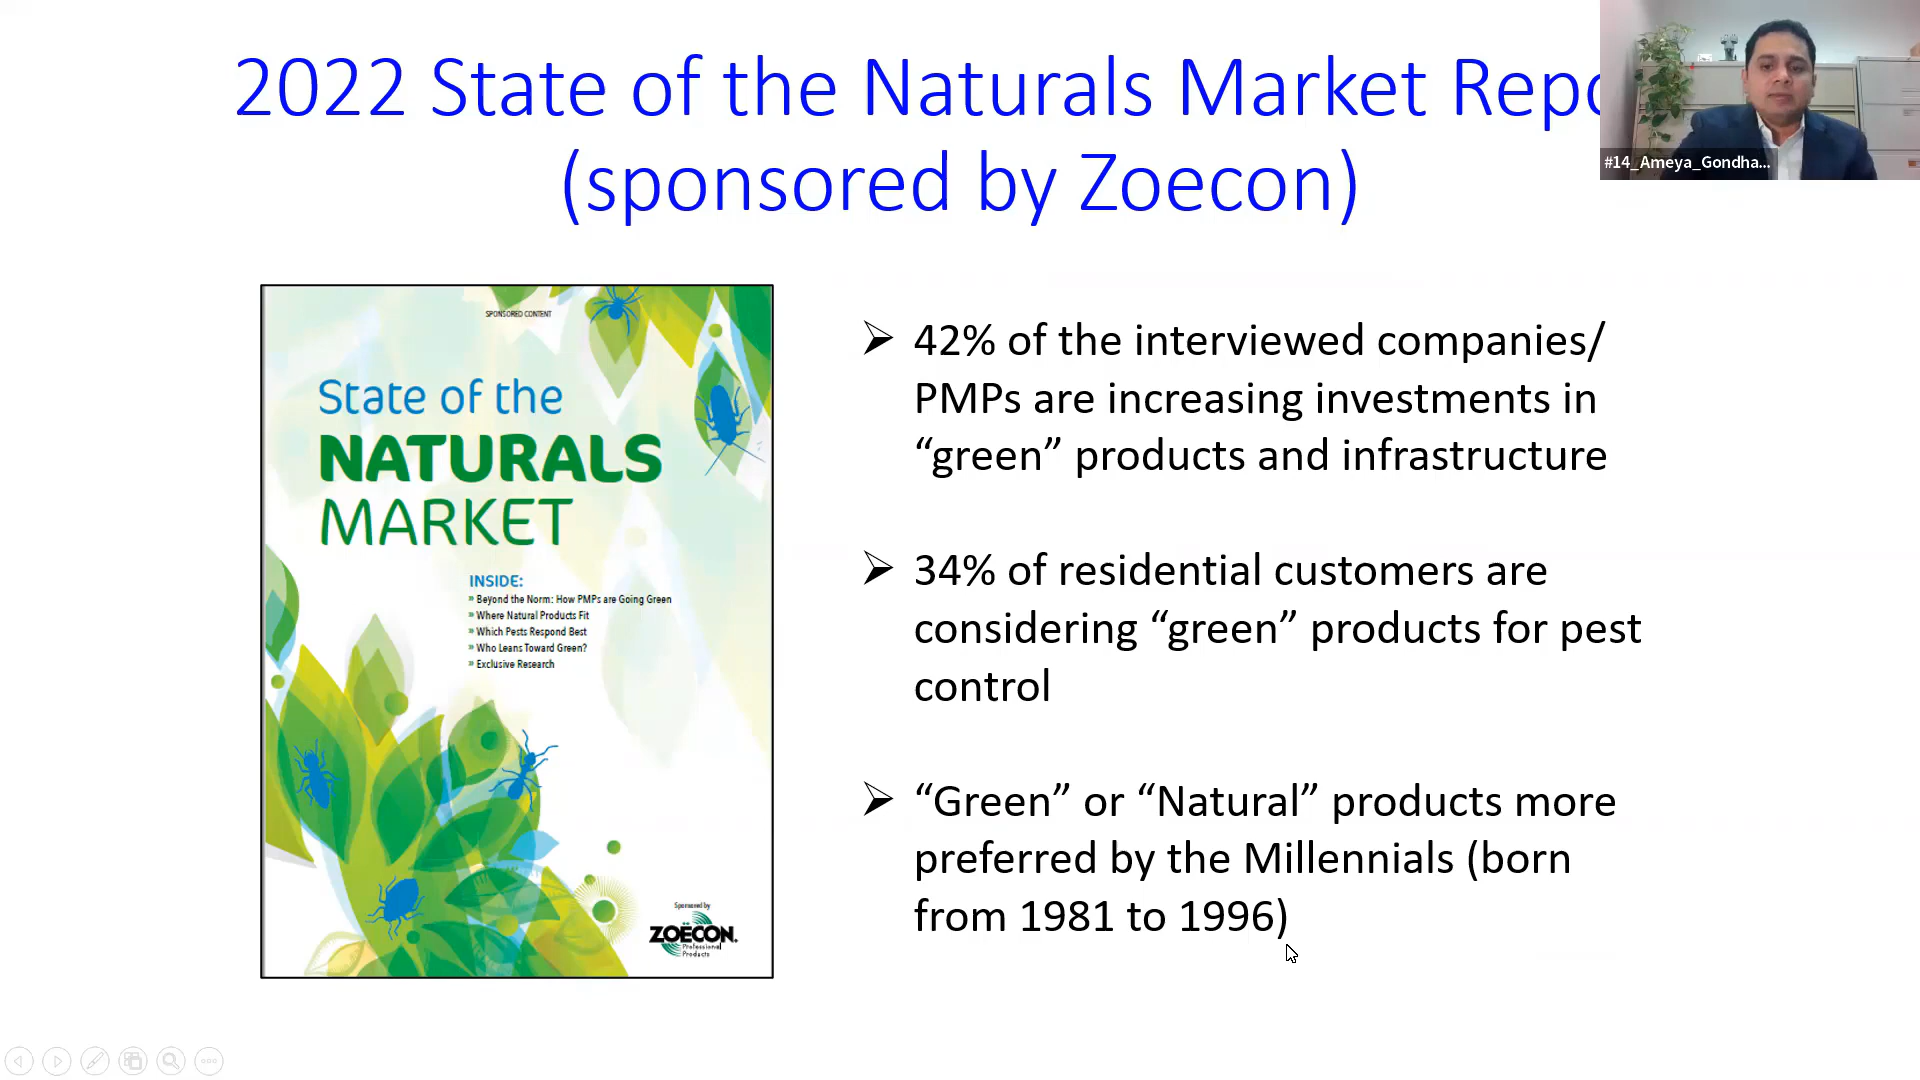 2022 State of the Naturals Market Repo
(sponsored by Zoecon)
#14_Ameya_Gondha...
SPONSORED CONTENT
State of the
NATURALS
MARKET
INSIDE:
» Beyond the Norm: How PMPs are Going Green
» Where Natural Products Fit
» Which Pests Respond Best
» Who Leans Toward Green?
» Exclusive Research
Sponsored by
ZOËCON.
Professional
Products
➢ 42% of the interviewed companies/
PMPs are increasing investments in
“green” products and infrastructure
➢ 34% of residential customers are
considering “green” products for pest
control
➢ “Green” or “Natural” products more
preferred by the Millennials (born
from 1981 to 1996)